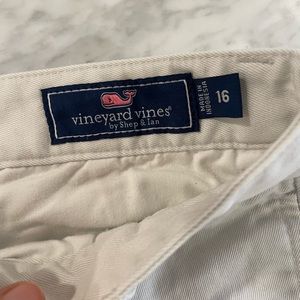 vineyard vines®
by Shep & Ian
MADE IN
INDONESIA
16